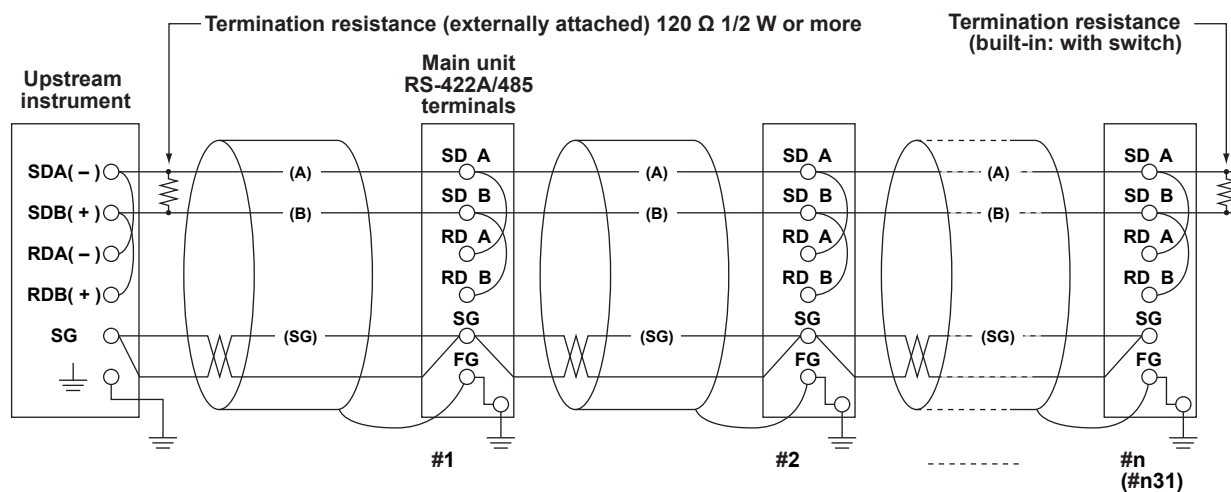 Termination resistance (externally attached) 120 Ω 1/2 W or more
Termination resistance
(built-in: with switch)
Upstream
instrument
Main unit
RS-422A/485
terminals
SDA( – )
SDB( + )
RDA( – )
RDB( + )
SG
(A)
(B)
(SG)
SD A
SD B
RD A
RD B
SG
FG
#1
(A)
(B)
(SG)
SD A
SD B
RD A
RD B
SG
FG
#2
(A)
(B)
(SG)
SD A
SD B
RD A
RD B
SG
FG
#n
(#n31)